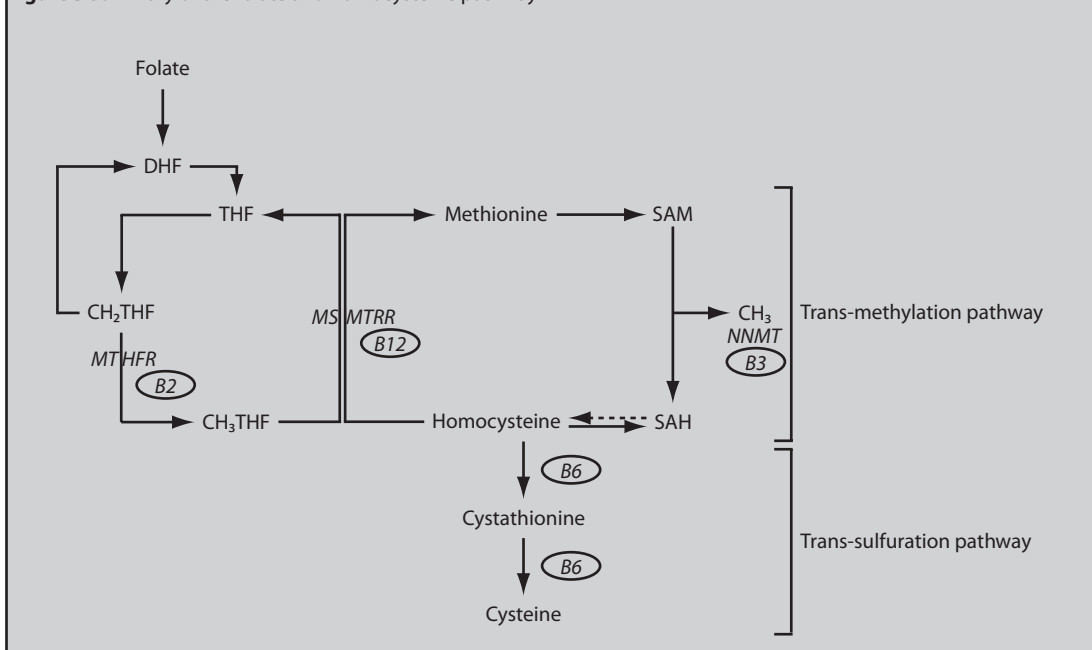 Folate
DHF
THF
Methionine
SAM
CH₂THF
MS MTRR
CH₃
Trans-methylation pathway
NNMT
B12
MTHFR
B3
B2
CH₃THF
Homocysteine
SAH
B6
Cystathionine
Trans-sulfuration pathway
B6
Cysteine